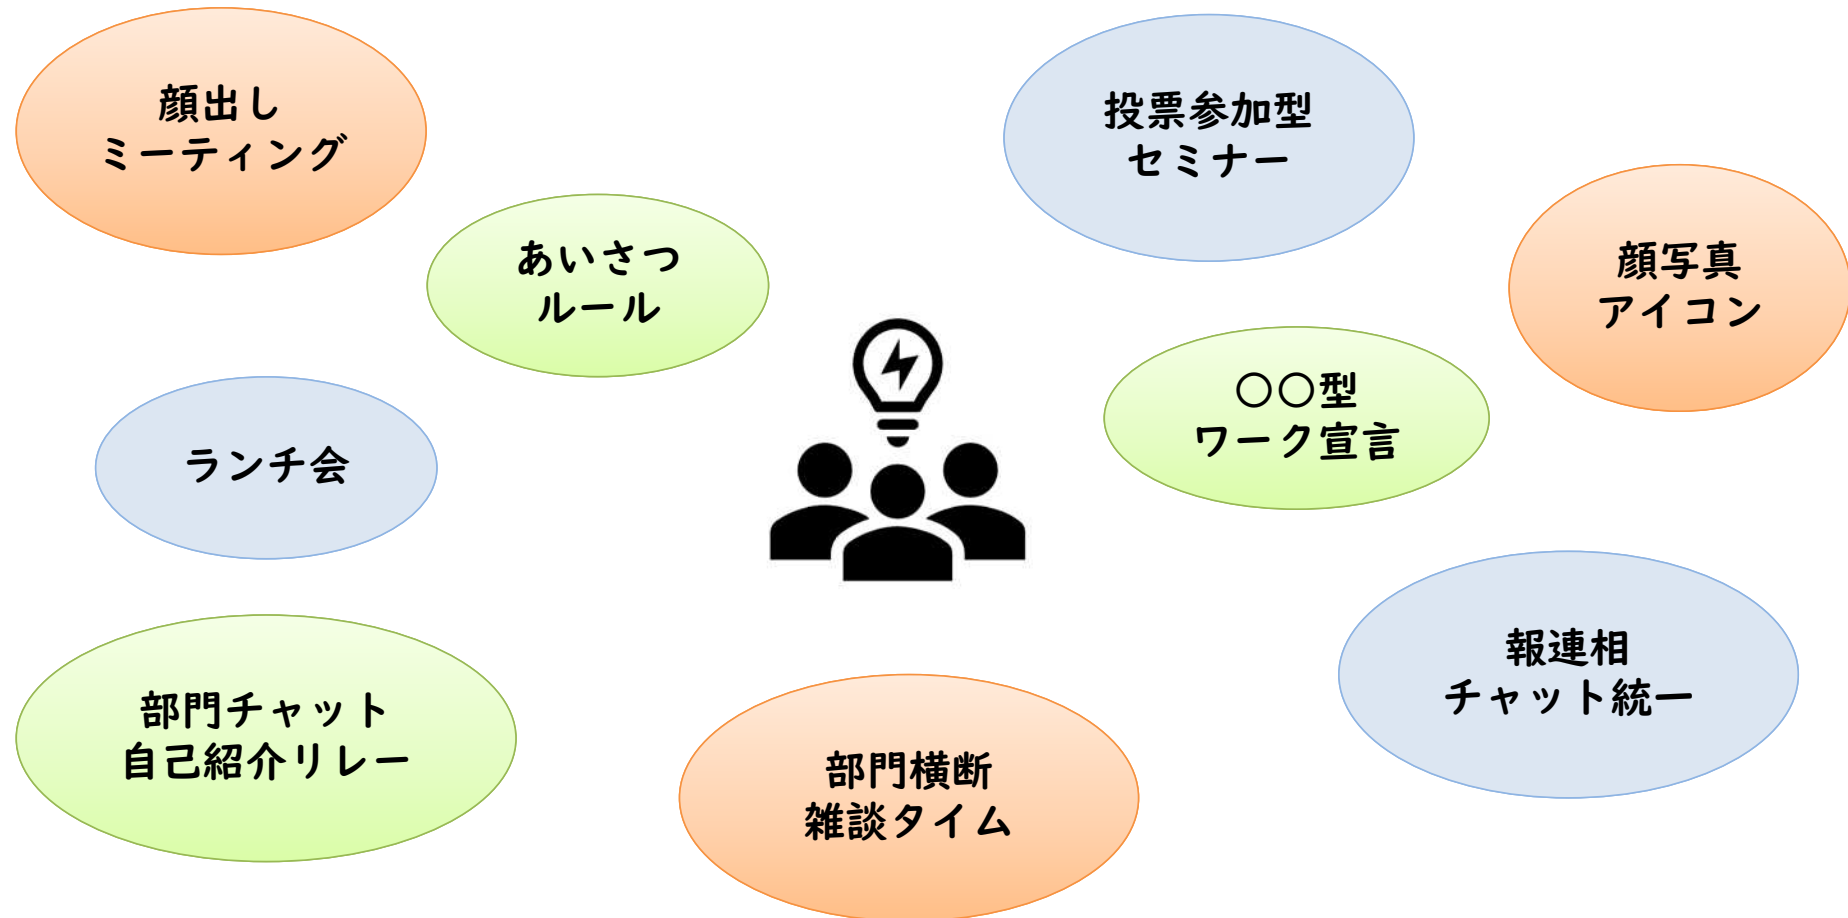 顔出し
ミーティング
投票参加型
セミナー
あいさつ
ルール
顔写真
アイコン
〇〇型
ワーク宣言
ランチ会
報連相
チャット統一
部門チャット
自己紹介リレー
部門横断
雑談タイム